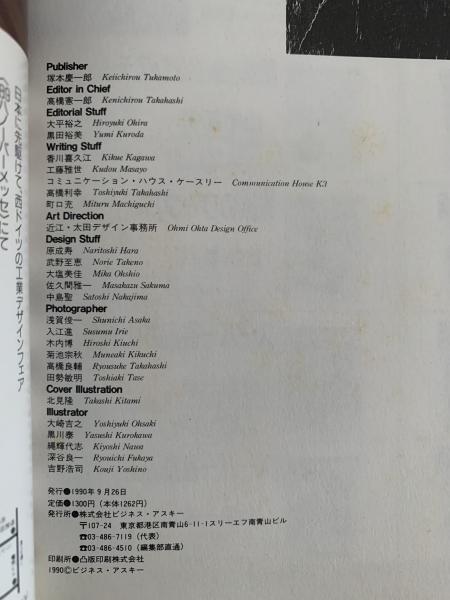 Publisher
塚本慶一郎 Keiichirou Tukamoto
Editor in Chief
髙橋憲一郎 Kenichirou Takahashi
Editorial Stuff
大平裕之 Hiroyuki Ohira
黒田裕美 Yumi Kuroda
Writing Stuff
香川喜久江 Kikue Kagawa
工藤雅世 Kudou Masayo
コミュニケーション・ハウス・ケースリー Communication House K3
高橋利幸 Toshiyuki Takahashi
町口充 Mituru Machiguchi
Art Direction
近江・太田デザイン事務所 Ohmi Ohta Design Office
Design Stuff
原成寿 Naritoshi Hara
武野至恵 Norie Takeno
大塩美佳 Mika Ohshio
佐久間雅一 Masakazu Sakuma
中島聖 Satoshi Nakajima
Photographer
浅賀俊一 Shunichi Asaka
入江進 Susumu Irie
木内博 Hiroshi Kiuchi
菊池宗秋 Muneaki Kikuchi
高橋良輔 Ryousuke Takahashi
田勢敏明 Toshiaki Tase
Cover Illustration
北見隆 Takashi Kitami
Illustrator
大崎吉之 Yoshiyuki Ohsaki
黒川泰 Yasushi Kurokawa
縄輝代志 Kiyoshi Nawa
深谷良一 Ryouichi Fukaya
吉野浩司 Kouji Yoshino
発行●1990年9月26日
定価●1300円（本体1262円）
発行所●株式会社ビジネス・アスキー
〒107-24 東京都港区南青山6-11-1スリーエフ南青山ビル
☎03-486-7119（代表）
☎03-486-4510（編集部直通）
印刷所●凸版印刷株式会社
1990©ビジネス・アスキー
日本に先駆けて、西ドイツの工業デザインフェア
ハノーバーメッセ)にて